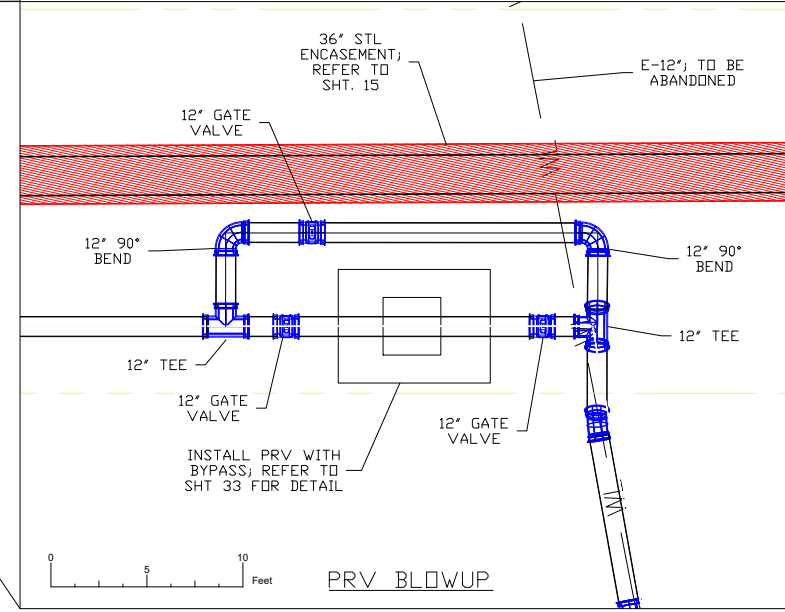 36" STL
ENCASEMENT;
REFER TO
SHT. 15
E-12"; TO BE
ABANDONED
12" GATE
VALVE
W
12" 90°
BEND
12" 90°
BEND
12" TEE
12" TEE
12" GATE
VALVE
12" GATE
VALVE
INSTALL PRV WITH
BYPASS; REFER TO
SHT 33 FOR DETAIL
W
0
5
10
Feet
PRV BLOWUP